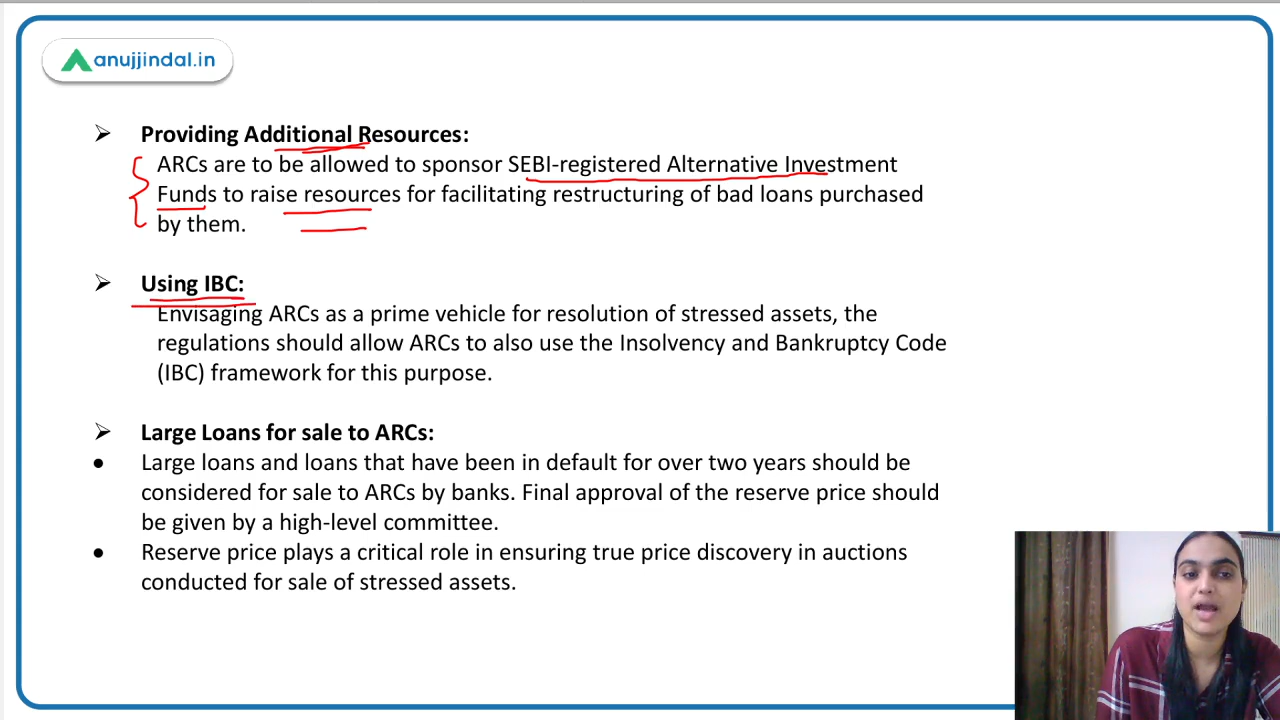 anujjindal.in
➢ Providing Additional Resources:
ARCs are to be allowed to sponsor SEBI-registered Alternative Investment
Funds to raise resources for facilitating restructuring of bad loans purchased
by them.
➢ Using IBC:
Envisaging ARCs as a prime vehicle for resolution of stressed assets, the
regulations should allow ARCs to also use the Insolvency and Bankruptcy Code
(IBC) framework for this purpose.
➢ Large Loans for sale to ARCs:
• Large loans and loans that have been in default for over two years should be
considered for sale to ARCs by banks. Final approval of the reserve price should
be given by a high-level committee.
• Reserve price plays a critical role in ensuring true price discovery in auctions
conducted for sale of stressed assets.